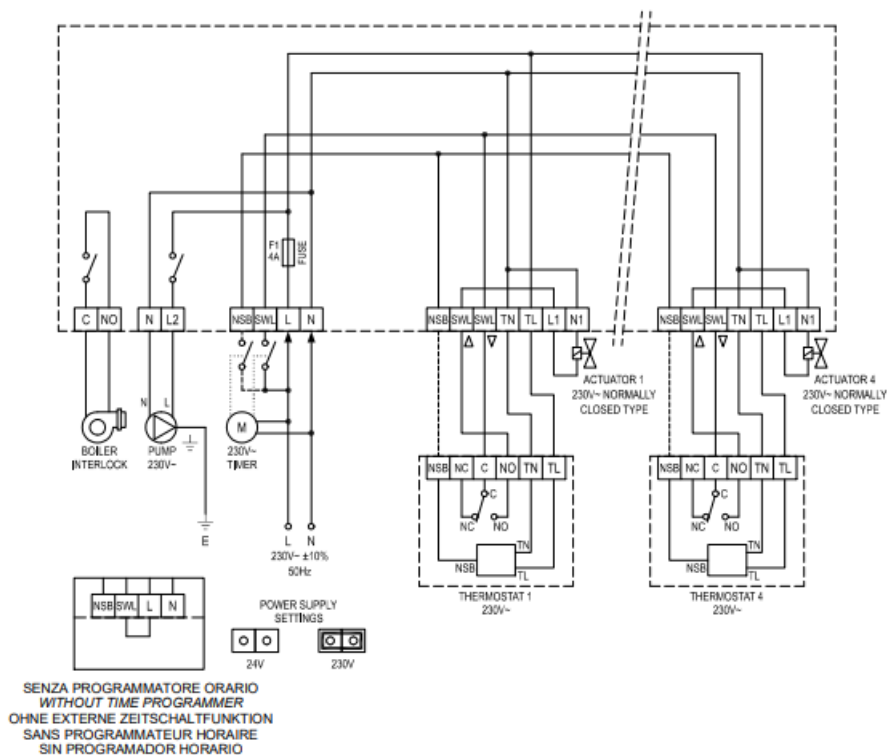 F1
4A
FUSE
C NO
N L2
NSB SWL L N
NSB SWL SWL TN TL L1 N1
NSB SWL SWL TN TL L1 N1
ACTUATOR 1
230V~ NORMALLY
CLOSED TYPE
ACTUATOR 4
230V~ NORMALLY
CLOSED TYPE
N L
M
BOILER
INTERLOCK
PUMP
230V~
230V~
TIMER
E
L N
230V~ ±10%
50Hz
NSB NC C NO TN TL
C
NC NO
TN
NSB
TL
THERMOSTAT 1
230V~
NSB NC C NO TN TL
C
NC NO
TN
NSB
TL
THERMOSTAT 4
230V~
NSB SWL L N
POWER SUPPLY
SETTINGS
24V
230V
SENZA PROGRAMMATORE ORARIO
WITHOUT TIME PROGRAMMER
OHNE EXTERNE ZEITSCHALTFUNKTION
SANS PROGRAMMATEUR HORAIRE
SIN PROGRAMADOR HORARIO